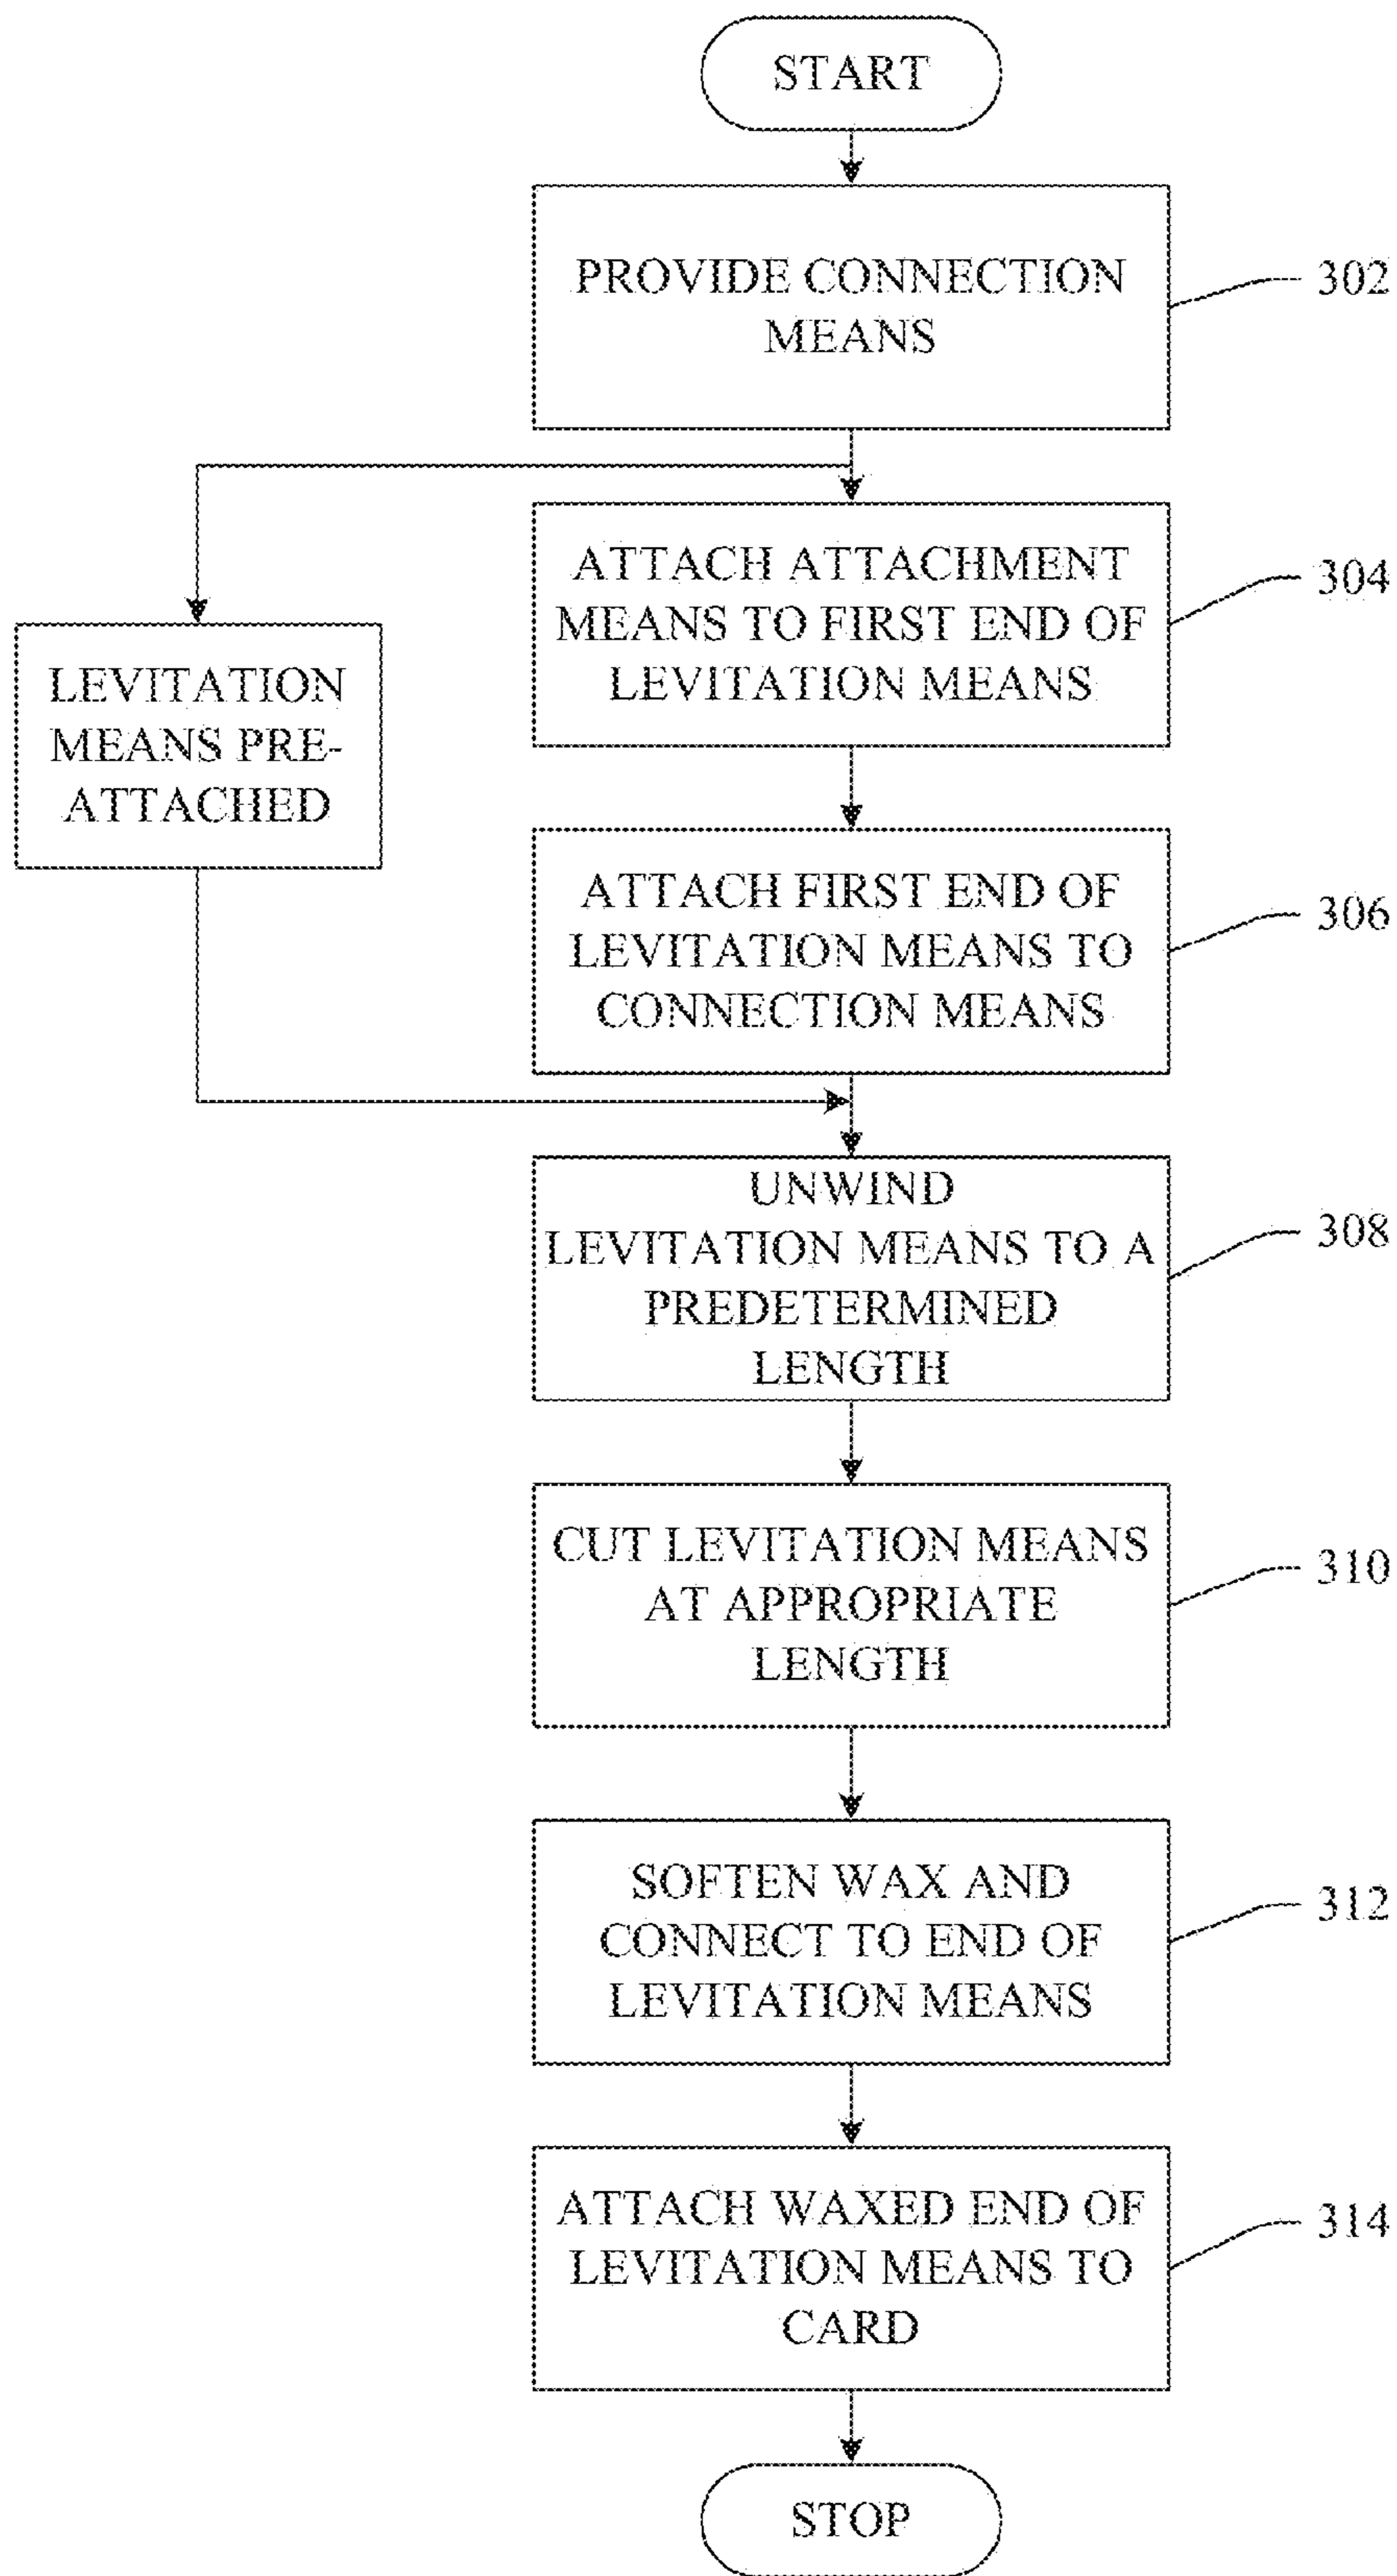 START
PROVIDE CONNECTION
MEANS
302
ATTACH ATTACHMENT
MEANS TO FIRST END OF
LEVITATION MEANS
304
LEVITATION
MEANS PRE-
ATTACHED
ATTACH FIRST END OF
LEVITATION MEANS TO
CONNECTION MEANS
306
UNWIND
LEVITATION MEANS TO A
PREDETERMINED
LENGTH
308
CUT LEVITATION MEANS
AT APPROPRIATE
LENGTH
310
SOFTEN WAX AND
CONNECT TO END OF
LEVITATION MEANS
312
ATTACH WAXED END OF
LEVITATION MEANS TO
CARD
314
STOP